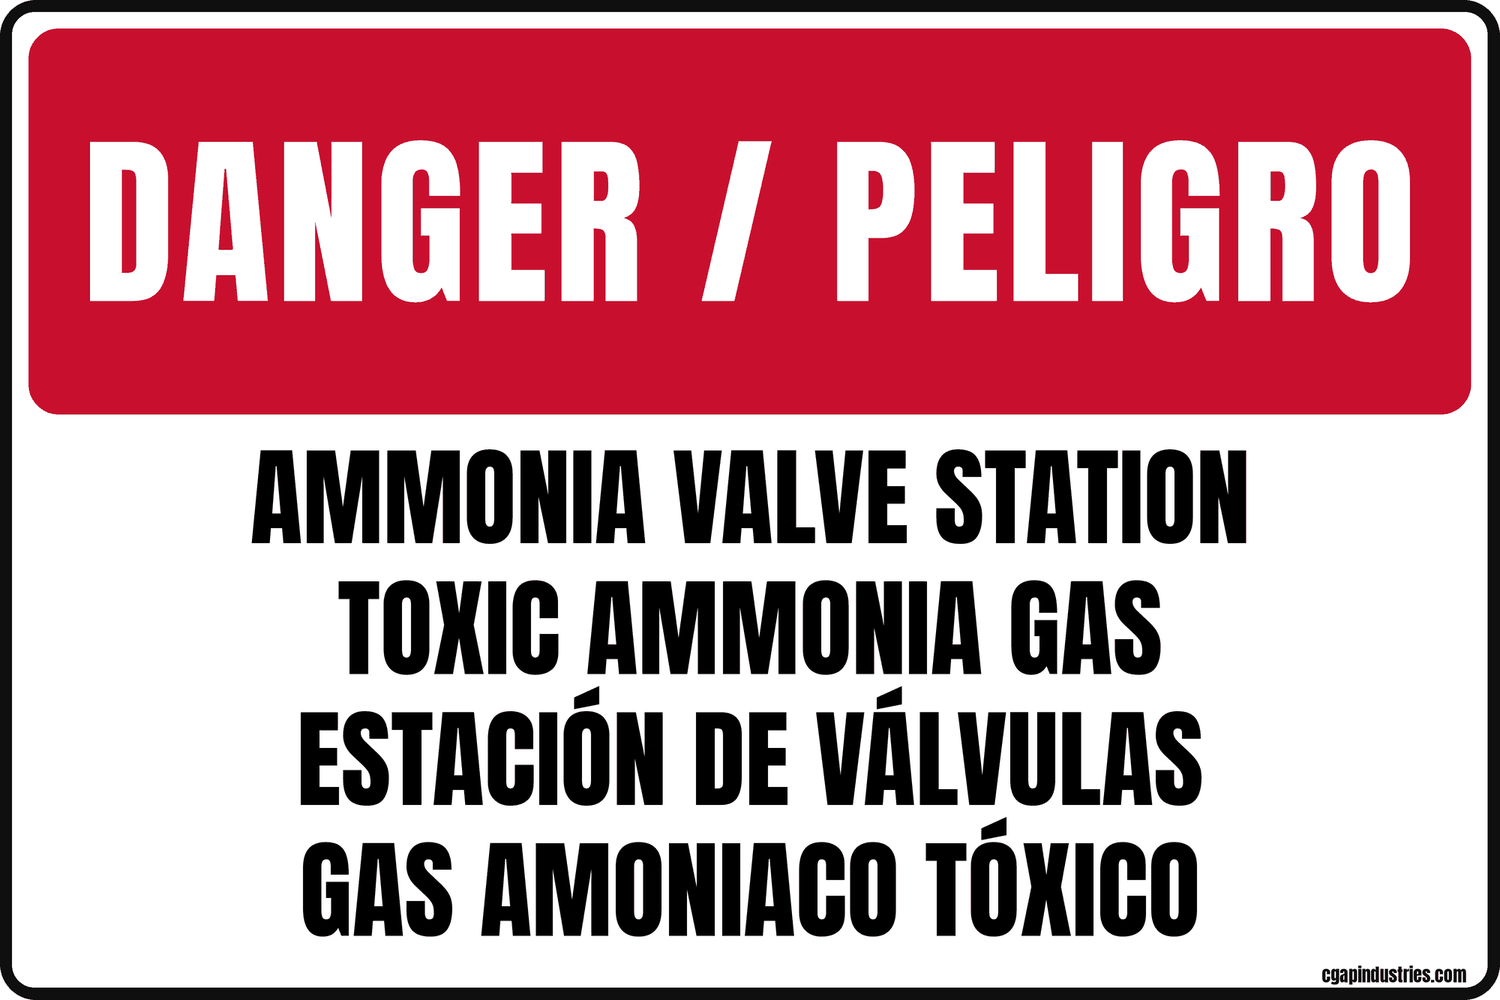 DANGER / PELIGRO
AMMONIA VALVE STATION
TOXIC AMMONIA GAS
ESTACIÓN DE VÁLVULAS
GAS AMONIACO TÓXICO
cgapindustries.com